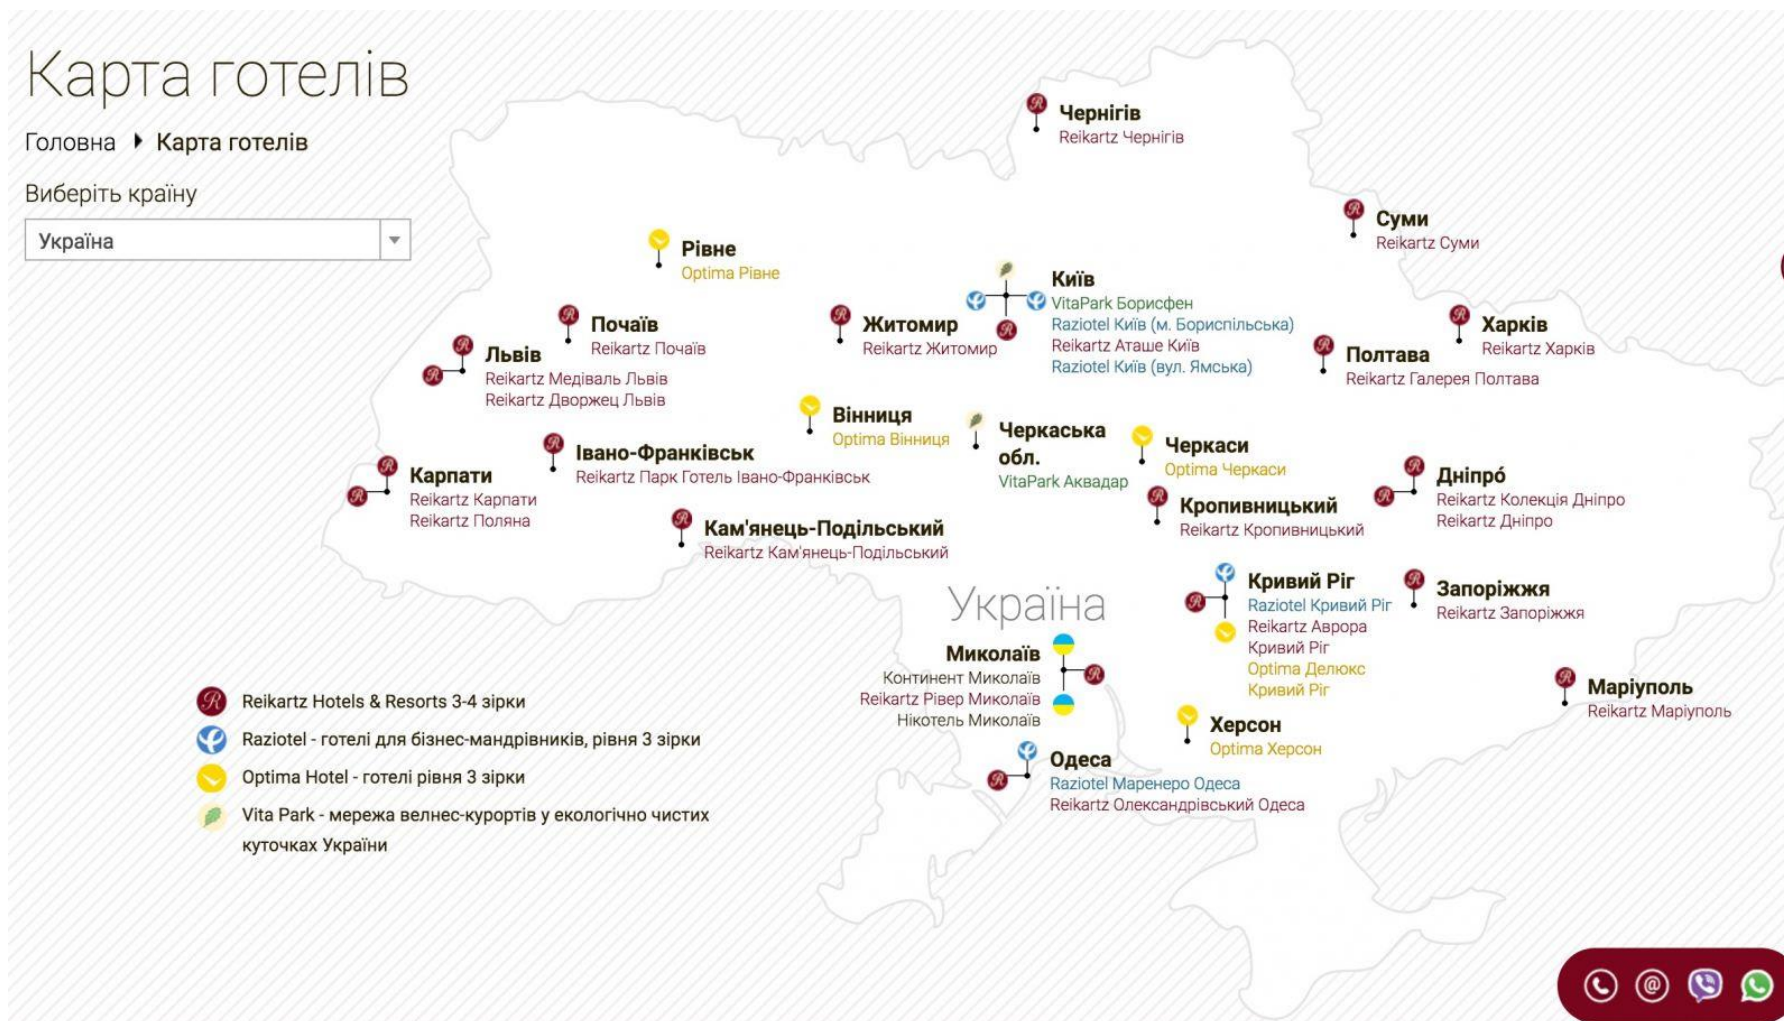 Карта готелів
Головна
Карта готелів
Виберіть країну
Україна
Чернігів
Reikartz Чернігів
Суми
Reikartz Суми
Рівне
Optima Рівне
Київ
VitaPark Борисфен
Raziotel Київ (м. Бориспільська)
Reikartz Аташе Київ
Raziotel Київ (вул. Ямська)
Почаїв
Reikartz Почаїв
Житомир
Reikartz Житомир
Харків
Reikartz Харків
Львів
Reikartz Медіваль Львів
Reikartz Дворжец Львів
Полтава
Reikartz Галерея Полтава
Вінниця
Optima Вінниця
Черкаська
обл.
VitaPark Аквадар
Черкаси
Optima Черкаси
Івано-Франківськ
Reikartz Парк Готель Івано-Франківськ
Карпати
Reikartz Карпати
Reikartz Поляна
Дніпрó
Reikartz Колекція Дніпро
Reikartz Дніпро
Кропивницький
Reikartz Кропивницький
Кам'янець-Подільський
Reikartz Кам'янець-Подільський
Україна
Кривий Ріг
Raziotel Кривий Ріг
Reikartz Аврора
Кривий Ріг
Optima Делюкс
Кривий Ріг
Запоріжжя
Reikartz Запоріжжя
Миколаїв
Континент Миколаїв
Reikartz Рівер Миколаїв
Нікотель Миколаїв
Маріуполь
Reikartz Маріуполь
Херсон
Optima Херсон
Одеса
Raziotel Маренеро Одеса
Reikartz Олександрівський Одеса
Reikartz Hotels & Resorts 3-4 зірки
Raziotel - готелі для бізнес-мандрівників, рівня 3 зірки
Optima Hotel - готелі рівня 3 зірки
Vita Park - мережа велнес-курортів у екологічно чистих
куточках України